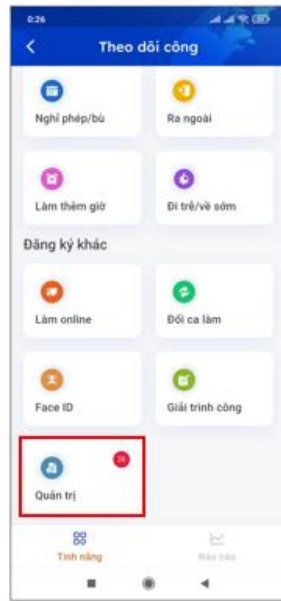 0:26
Theo dõi công
Nghỉ phép/bù
Ra ngoài
Làm thêm giờ
Đi trễ/về sớm
Đăng ký khác
Làm online
Đổi ca làm
Face ID
Giải trình công
26
Quản trị
Tính năng
Báo cáo